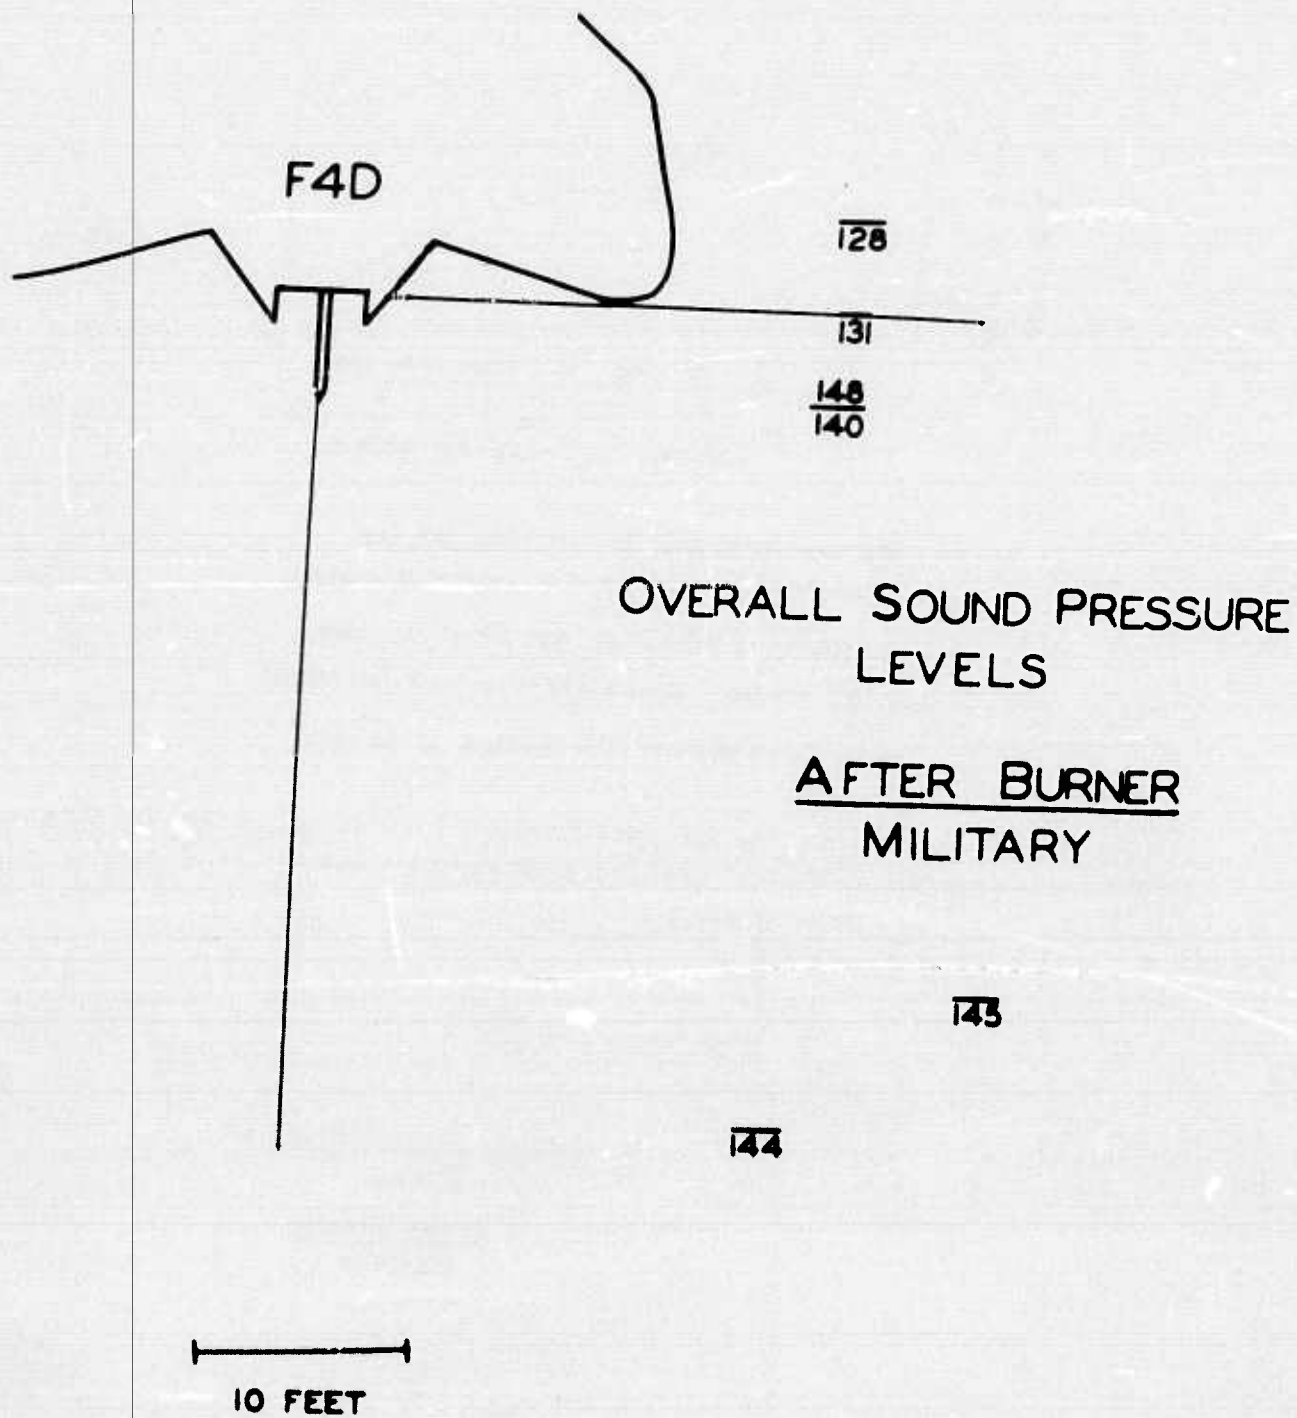 F4D
128
131
148
140
OVERALL SOUND PRESSURE
LEVELS
AFTER BURNER
MILITARY
145
144
10 FEET